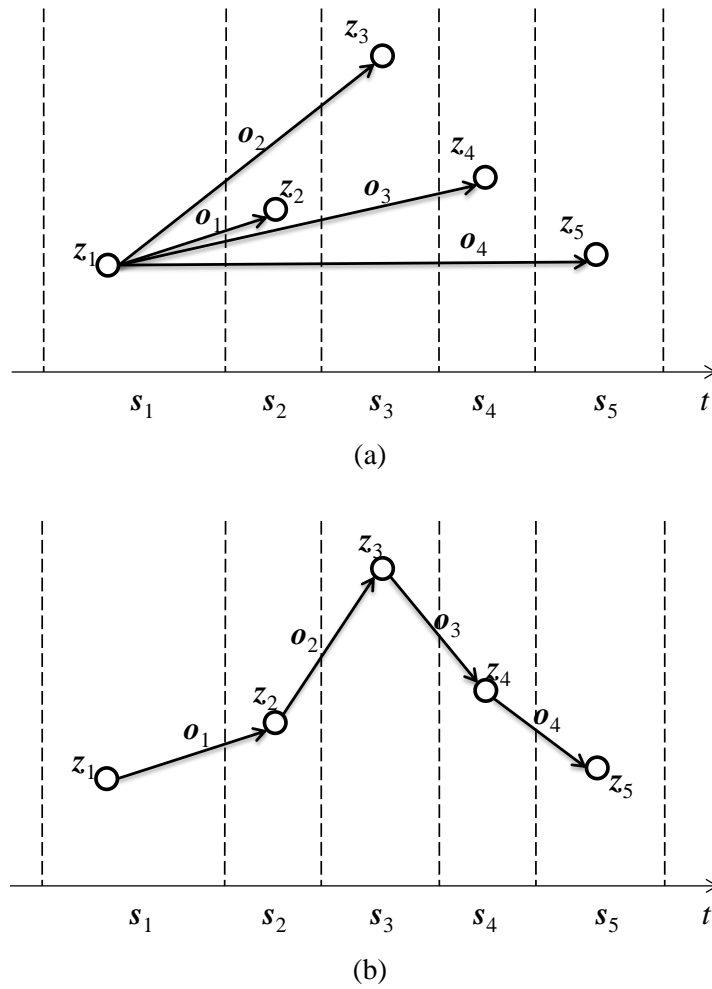 z₃
o₂
z₄
z₂
o₃
o₁
z₅
o₄
z₁
s₁ s₂ s₃ s₄ s₅ t
(a)
z₃
o₃
o₂
z₄
z₂
o₄
o₁
z₁
z₅
s₁ s₂ s₃ s₄ s₅ t
(b)